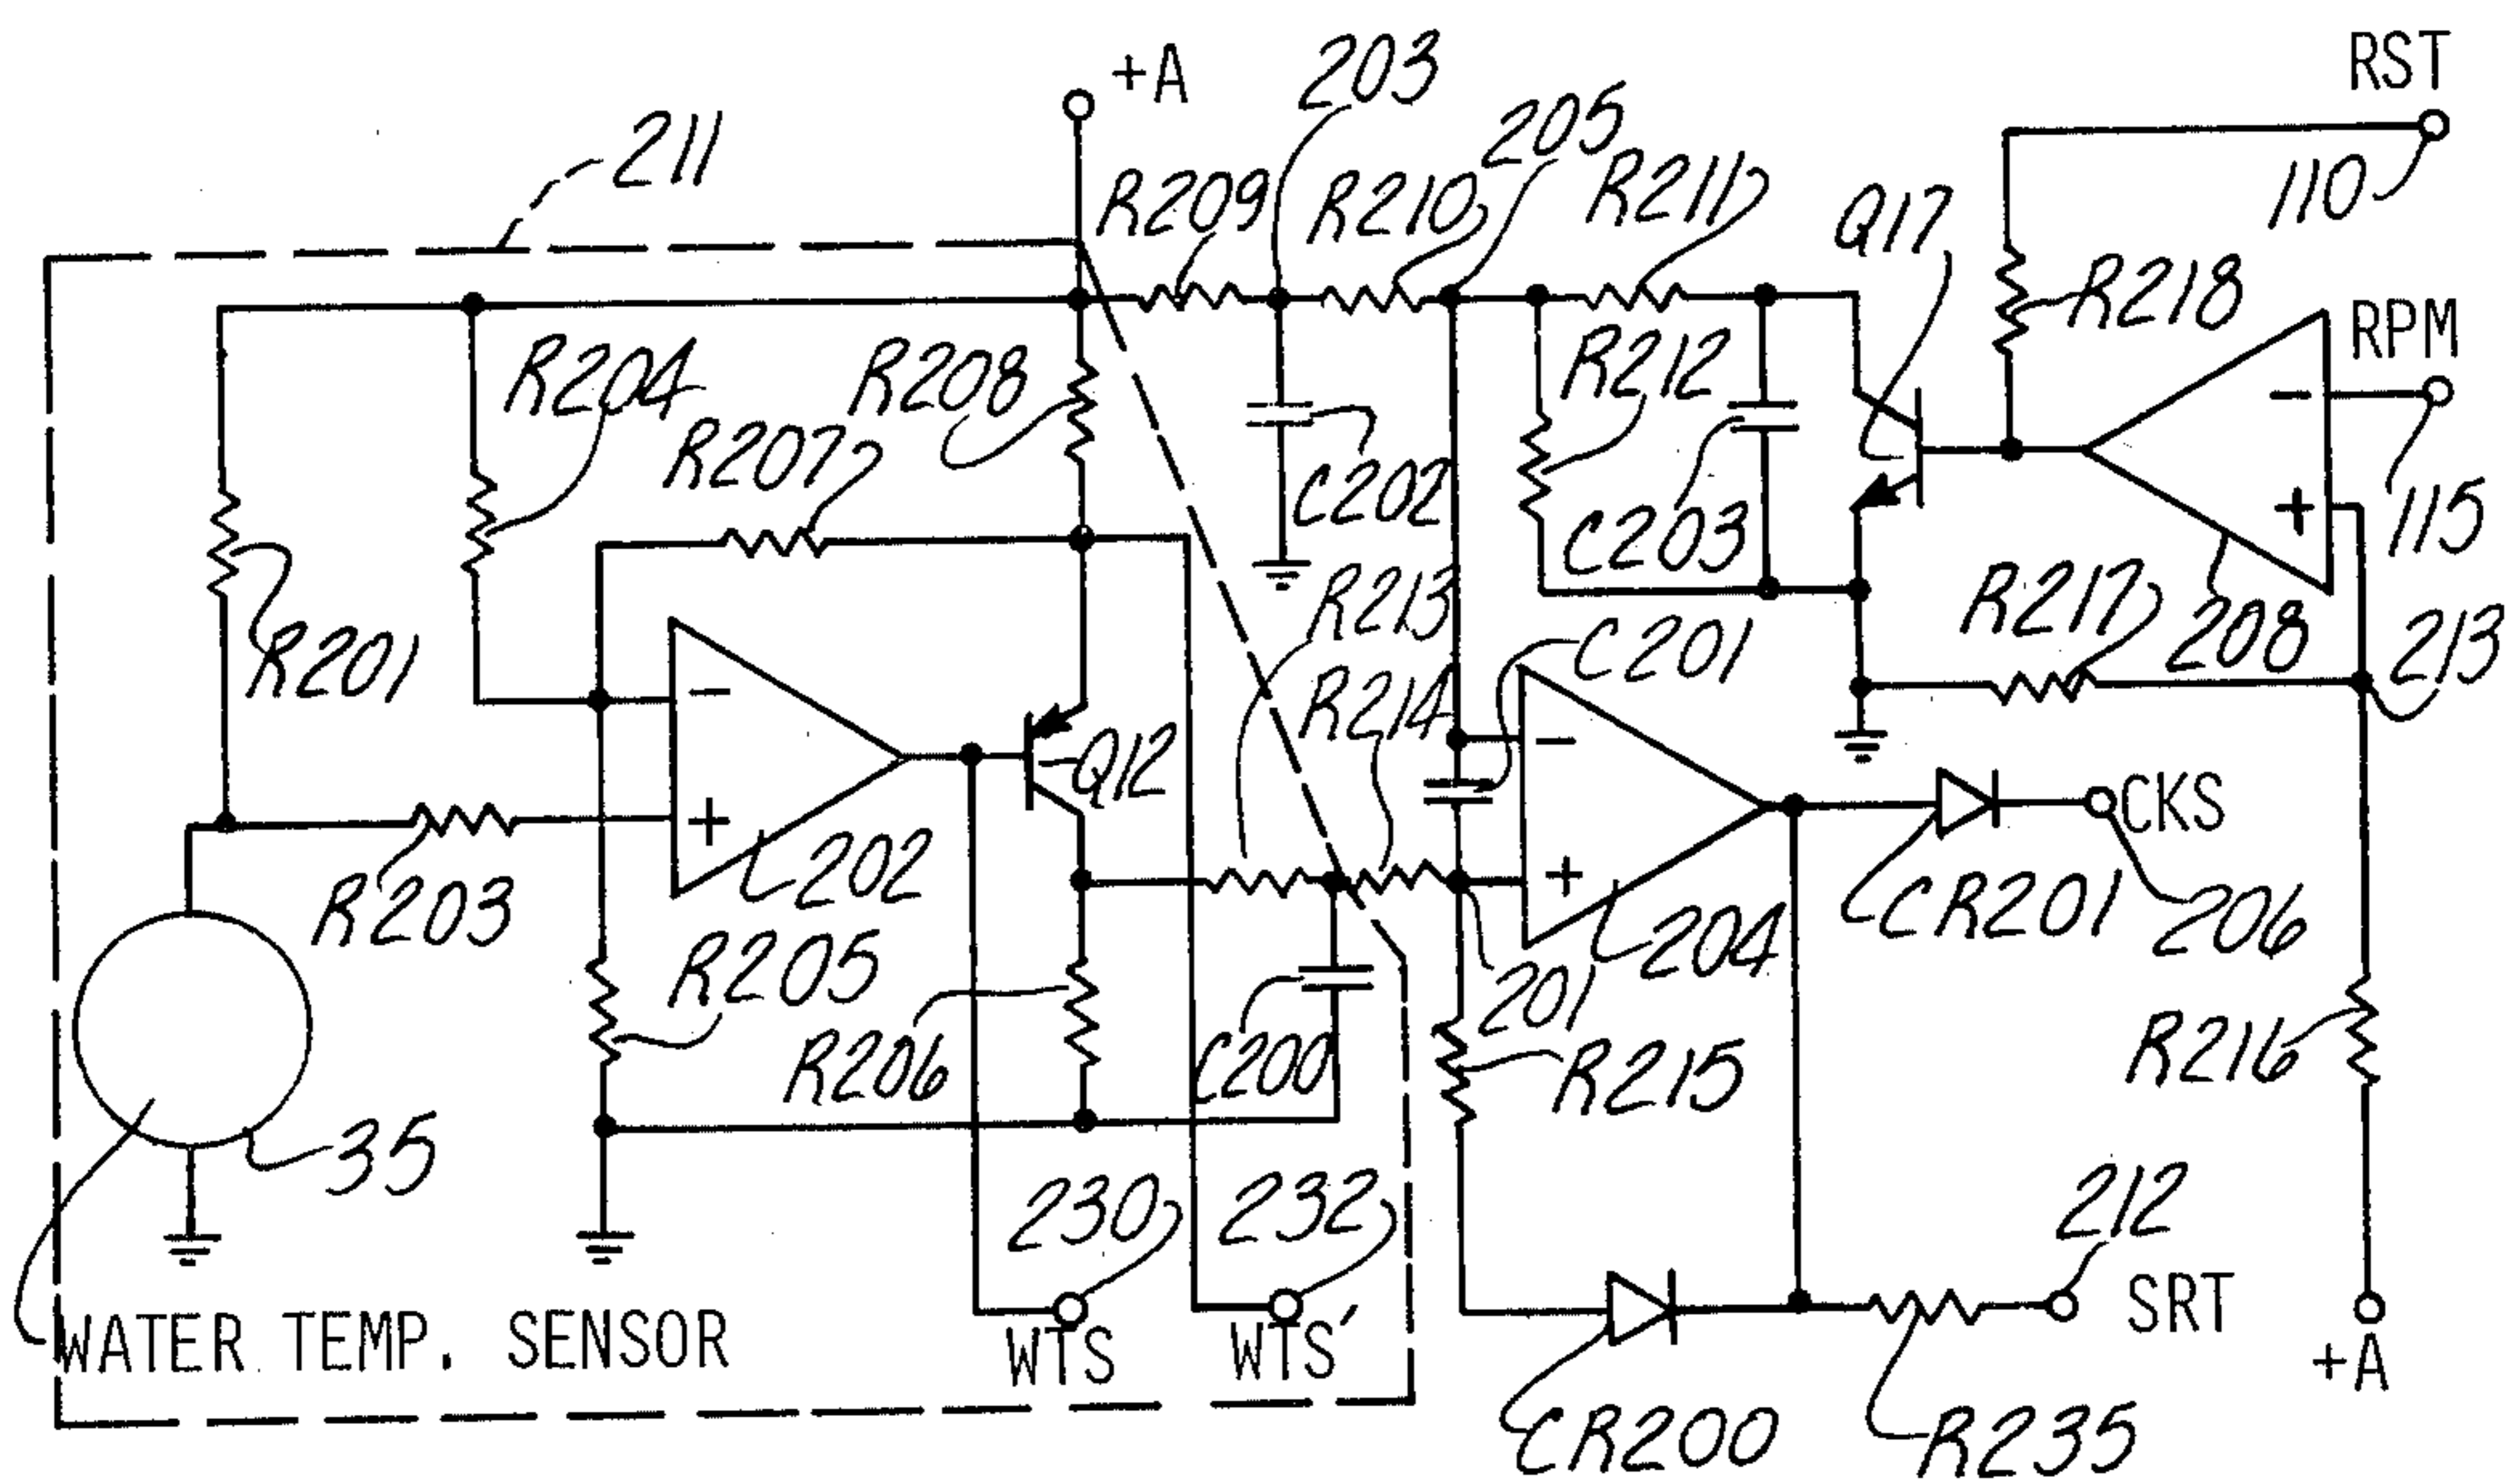 +A
203
RST
205
211
R209
R210
R211
Q17
110
R218
RPM
R204
R208
R212
R207
C202
C203
-
+
115
R213
R217
208
213
R201
C201
R214
-
Q12
-
CKS
+
202
+
R203
204
CR201
206
R205
201
R206
C200
R215
R216
35
230
232
212
SRT
WATER TEMP. SENSOR
WTS
WTS'
+A
CR200
R235